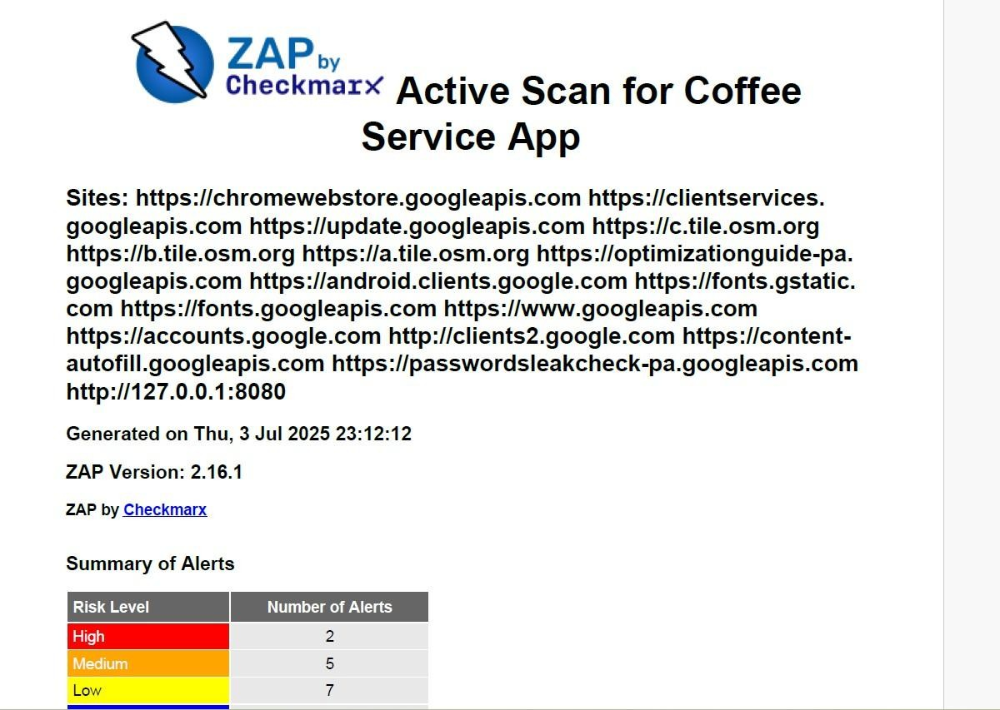 ZAP by
Checkmarx Active Scan for Coffee
Service App
Sites: https://chromewebstore.googleapis.com https://clientservices.
googleapis.com https://update.googleapis.com https://c.tile.osm.org
https://b.tile.osm.org https://a.tile.osm.org https://optimizationguide-pa.
googleapis.com https://android.clients.google.com https://fonts.gstatic.
com https://fonts.googleapis.com https://www.googleapis.com
https://accounts.google.com http://clients2.google.com https://content-
autofill.googleapis.com https://passwordsleakcheck-pa.googleapis.com
http://127.0.0.1:8080
Generated on Thu, 3 Jul 2025 23:12:12
ZAP Version: 2.16.1
ZAP by Checkmarx
Summary of Alerts
Risk Level Number of Alerts
High 2
Medium 5
Low 7